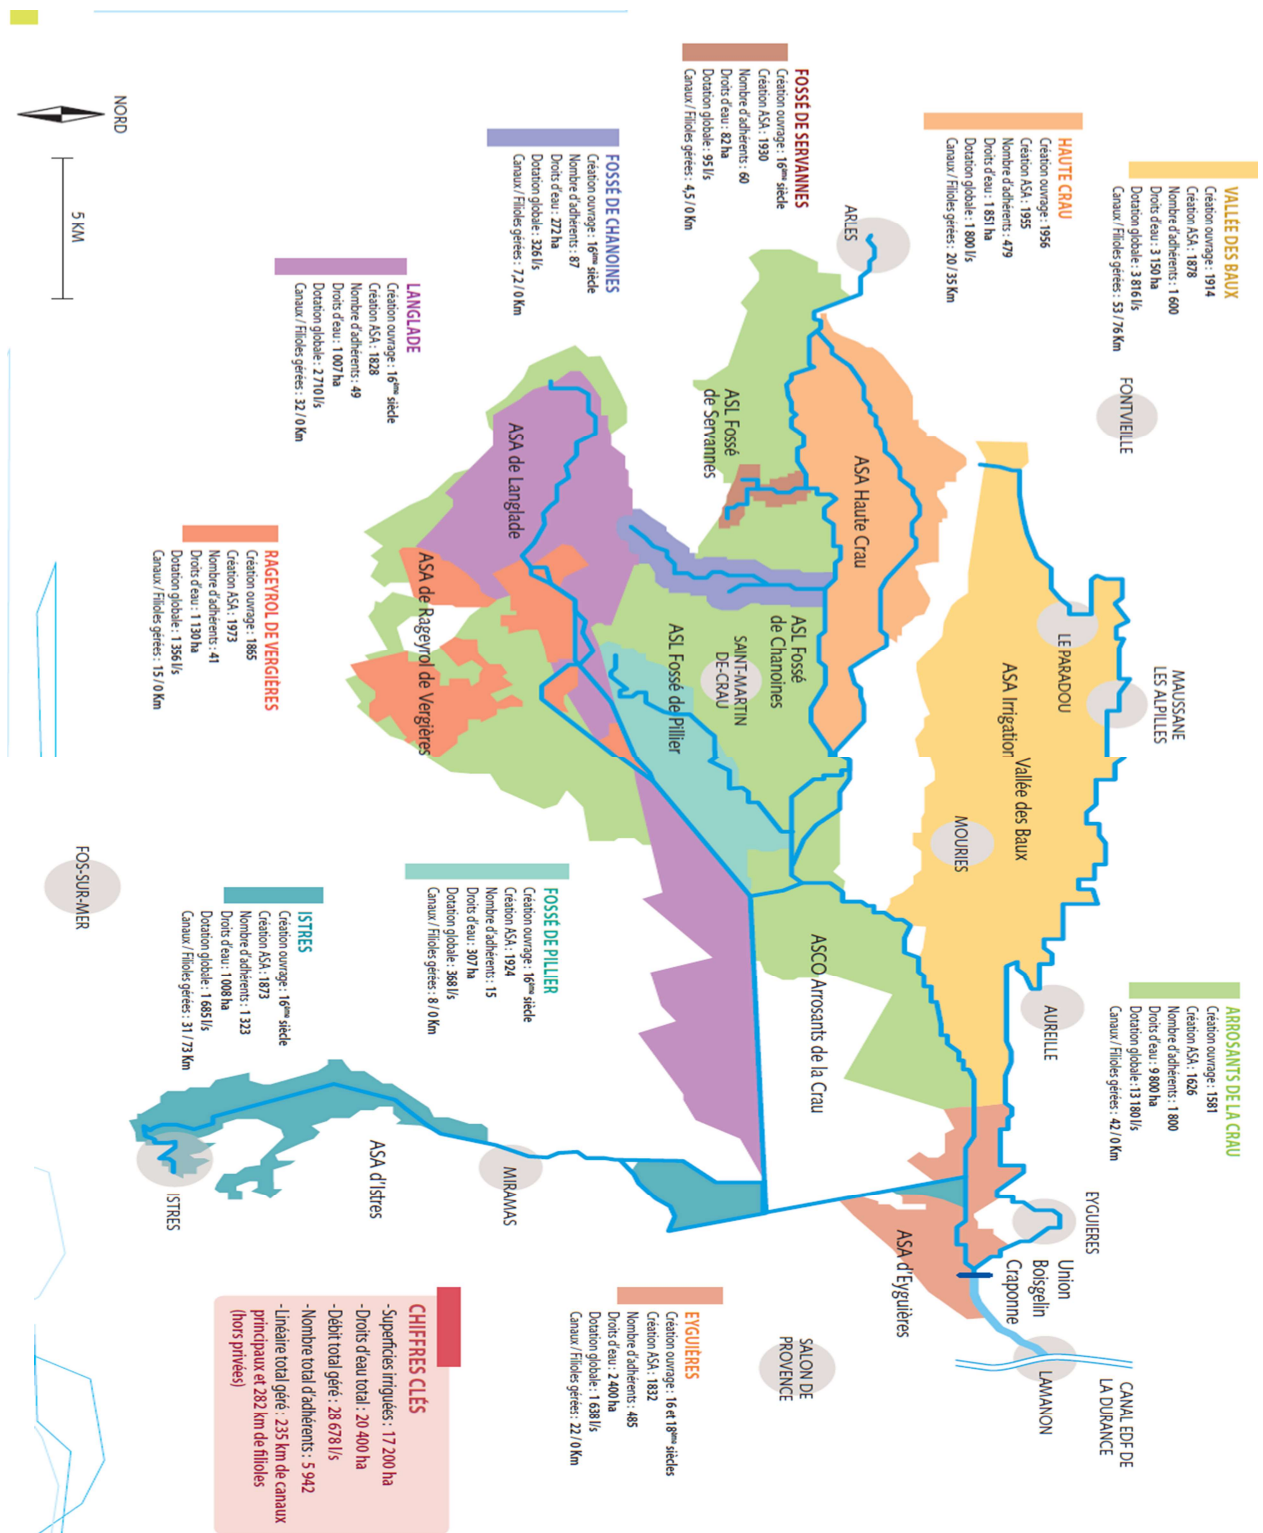 VALLÉE DES BAUX
Création ouvrage : 1914
Création ASA : 1878
Nombre d'adhérents : 1 600
Droits d'eau : 3 150 ha
Dotation globale : 3 816 l/s
Canaux / Filioles gérées : 53 / 76 Km
HAUTE CRAU
Création ouvrage : 1956
Création ASA : 1955
Nombre d'adhérents : 479
Droits d'eau : 1 851 ha
Dotation globale : 1 800 l/s
Canaux / Filioles gérées : 20 / 35 Km
FOSSÉ DE SERVANNES
Création ouvrage : 16ème siècle
Création ASA : 1930
Nombre d'adhérents : 60
Droits d'eau : 82 ha
Dotation globale : 95 l/s
Canaux / Filioles gérées : 4,5 / 0 Km
FOSSÉ DE CHANOINES
Création ouvrage : 16ème siècle
Nombre d'adhérents : 87
Droits d'eau : 272 ha
Dotation globale : 326 l/s
Canaux / Filioles gérées : 7,2 / 0 Km
LANGLADE
Création ouvrage : 16ème siècle
Création ASA : 1828
Nombre d'adhérents : 49
Droits d'eau : 1 007 ha
Dotation globale : 2 710 l/s
Canaux / Filioles gérées : 32 / 0 Km
RAGEYROL DE VERGIÈRES
Création ouvrage : 1865
Création ASA : 1973
Nombre d'adhérents : 41
Droits d'eau : 1 130 ha
Dotation globale : 1 356 l/s
Canaux / Filioles gérées : 15 / 0 Km
NORD
5 KM
ARLES
FONTVIEILLE
LE PARADOU
MAUSSANE
LES ALPILLES
MOURIES
AUREILLE
EYGUIERES
SAINT-MARTIN
DE-CRAU
ASL Fossé
de Servannes
ASA Haute Crau
ASA Irrigation Vallée des Baux
ASA de Langlade
ASA de Rageyrol de Vergières
ASL Fossé
de Chanoines
ASL Fossé de Pillier
ASCO Arrosants de la Crau
ASA d'Istres
ASA d'Eyguières
Union
Boisgelin
Craponne
LAMANON
CANAL EDF DE
LA DURANCE
SALON DE
PROVENCE
MIRAMAS
ISTRES
FOS-SUR-MER
ARROSANTS DE LA CRAU
Création ouvrage : 1581
Création ASA : 1626
Nombre d'adhérents : 1 800
Droits d'eau : 9 800 ha
Dotation globale : 13 180 l/s
Canaux / Filioles gérées : 42 / 0 Km
FOSSÉ DE PILLIER
Création ouvrage : 16ème siècle
Création ASA : 1924
Nombre d'adhérents : 15
Droits d'eau : 307 ha
Dotation globale : 368 l/s
Canaux / Filioles gérées : 8 / 0 Km
ISTRES
Création ouvrage : 16ème siècle
Création ASA : 1873
Nombre d'adhérents : 1 323
Droits d'eau : 1 008 ha
Dotation globale : 1 685 l/s
Canaux / Filioles gérées : 31 / 73 Km
EYGUIÈRES
Création ouvrage : 16 et 18ème siècles
Création ASA : 1832
Nombre d'adhérents : 485
Droits d'eau : 2 400 ha
Dotation globale : 1 638 l/s
Canaux / Filioles gérées : 22 / 0 Km
CHIFFRES CLÉS
- Superficies irriguées : 17 200 ha
- Droits d'eau total : 20 400 ha
- Débit total géré : 28 678 l/s
- Nombre total d'adhérents : 5 942
- Linéaire total géré : 235 km de canaux
principaux et 282 km de filioles
(hors privées)